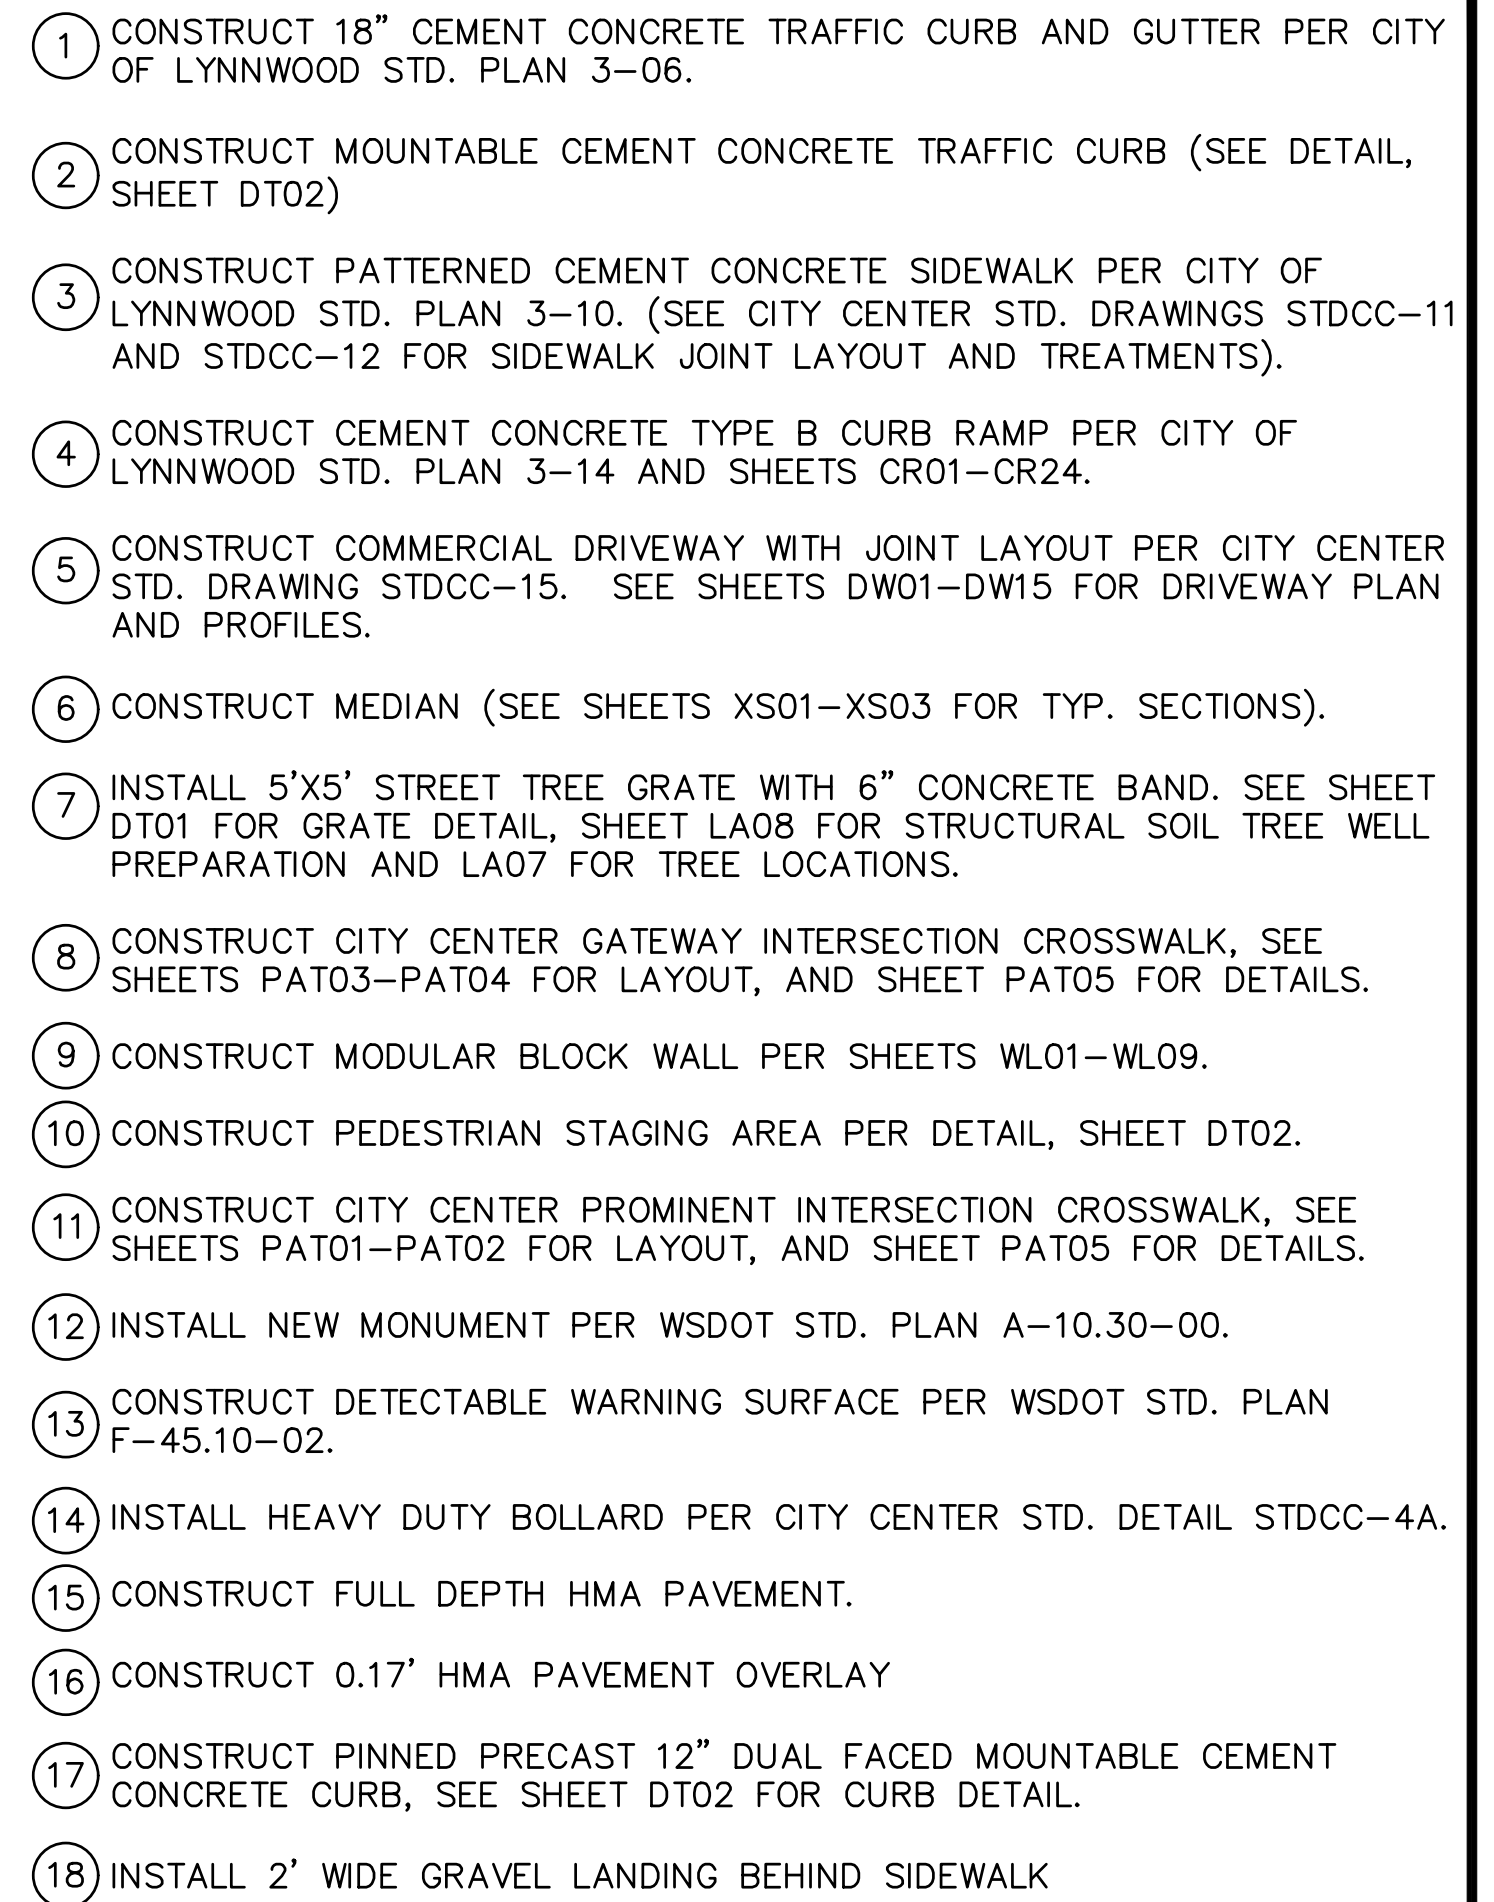 1 CONSTRUCT 18” CEMENT CONCRETE TRAFFIC CURB AND GUTTER PER CITY
OF LYNNWOOD STD. PLAN 3–06.
2 CONSTRUCT MOUNTABLE CEMENT CONCRETE TRAFFIC CURB (SEE DETAIL,
SHEET DT02)
3 CONSTRUCT PATTERNED CEMENT CONCRETE SIDEWALK PER CITY OF
LYNNWOOD STD. PLAN 3–10. (SEE CITY CENTER STD. DRAWINGS STDCC–11
AND STDCC–12 FOR SIDEWALK JOINT LAYOUT AND TREATMENTS).
4 CONSTRUCT CEMENT CONCRETE TYPE B CURB RAMP PER CITY OF
LYNNWOOD STD. PLAN 3–14 AND SHEETS CR01–CR24.
5 CONSTRUCT COMMERCIAL DRIVEWAY WITH JOINT LAYOUT PER CITY CENTER
STD. DRAWING STDCC–15. SEE SHEETS DW01–DW15 FOR DRIVEWAY PLAN
AND PROFILES.
6 CONSTRUCT MEDIAN (SEE SHEETS XS01–XS03 FOR TYP. SECTIONS).
7 INSTALL 5’X5’ STREET TREE GRATE WITH 6” CONCRETE BAND. SEE SHEET
DT01 FOR GRATE DETAIL, SHEET LA08 FOR STRUCTURAL SOIL TREE WELL
PREPARATION AND LA07 FOR TREE LOCATIONS.
8 CONSTRUCT CITY CENTER GATEWAY INTERSECTION CROSSWALK, SEE
SHEETS PAT03–PAT04 FOR LAYOUT, AND SHEET PAT05 FOR DETAILS.
9 CONSTRUCT MODULAR BLOCK WALL PER SHEETS WL01–WL09.
10 CONSTRUCT PEDESTRIAN STAGING AREA PER DETAIL, SHEET DT02.
11 CONSTRUCT CITY CENTER PROMINENT INTERSECTION CROSSWALK, SEE
SHEETS PAT01–PAT02 FOR LAYOUT, AND SHEET PAT05 FOR DETAILS.
12 INSTALL NEW MONUMENT PER WSDOT STD. PLAN A–10.30–00.
13 CONSTRUCT DETECTABLE WARNING SURFACE PER WSDOT STD. PLAN
F–45.10–02.
14 INSTALL HEAVY DUTY BOLLARD PER CITY CENTER STD. DETAIL STDCC–4A.
15 CONSTRUCT FULL DEPTH HMA PAVEMENT.
16 CONSTRUCT 0.17’ HMA PAVEMENT OVERLAY
17 CONSTRUCT PINNED PRECAST 12” DUAL FACED MOUNTABLE CEMENT
CONCRETE CURB, SEE SHEET DT02 FOR CURB DETAIL.
18 INSTALL 2’ WIDE GRAVEL LANDING BEHIND SIDEWALK